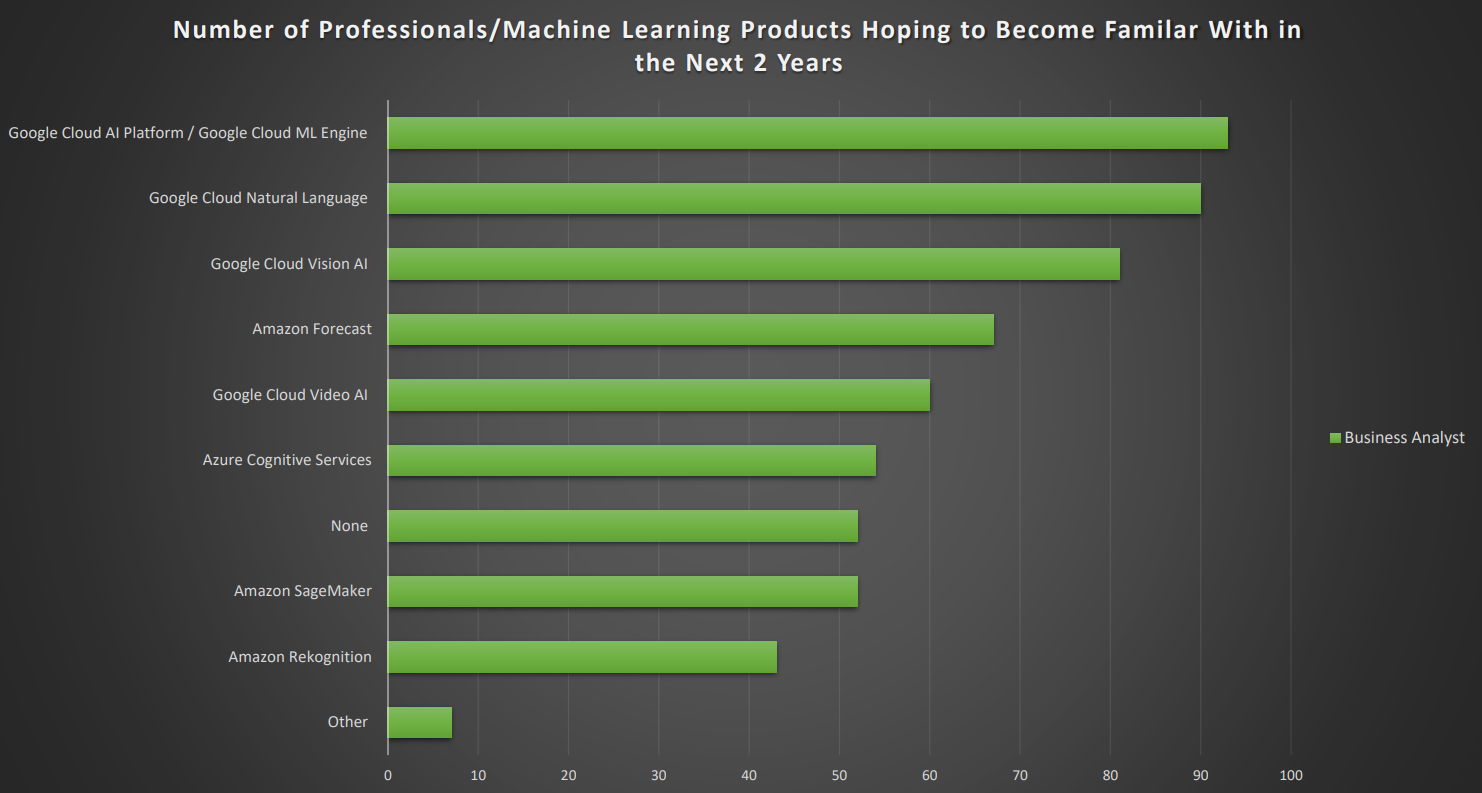 Number of Professionals/Machine Learning Products Hoping to Become Familar With in
the Next 2 Years
Google Cloud AI Platform / Google Cloud ML Engine
Google Cloud Natural Language
Google Cloud Vision AI
Amazon Forecast
Google Cloud Video AI
Azure Cognitive Services
None
Amazon SageMaker
Amazon Rekognition
Other
0 10 20 30 40 50 60 70 80 90 100
Business Analyst